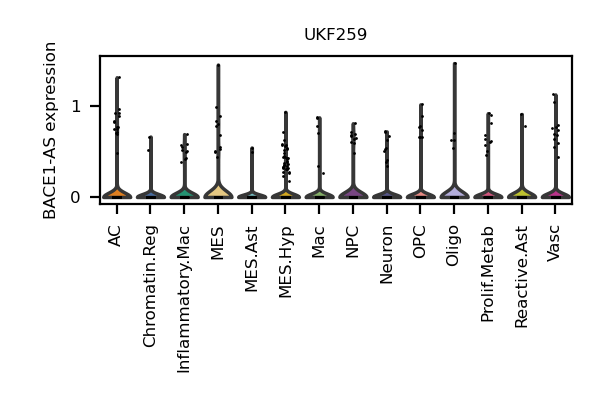 UKF259
BACE1-AS expression
1
0
AC
Chromatin.Reg
Inflammatory.Mac
MES
MES.Ast
MES.Hyp
Mac
NPC
Neuron
OPC
Oligo
Prolif.Metab
Reactive.Ast
Vasc